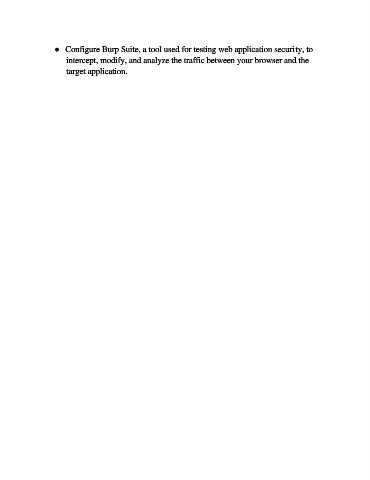 ● Configure Burp Suite, a tool used for testing web application security, to
intercept, modify, and analyze the traffic between your browser and the
target application.